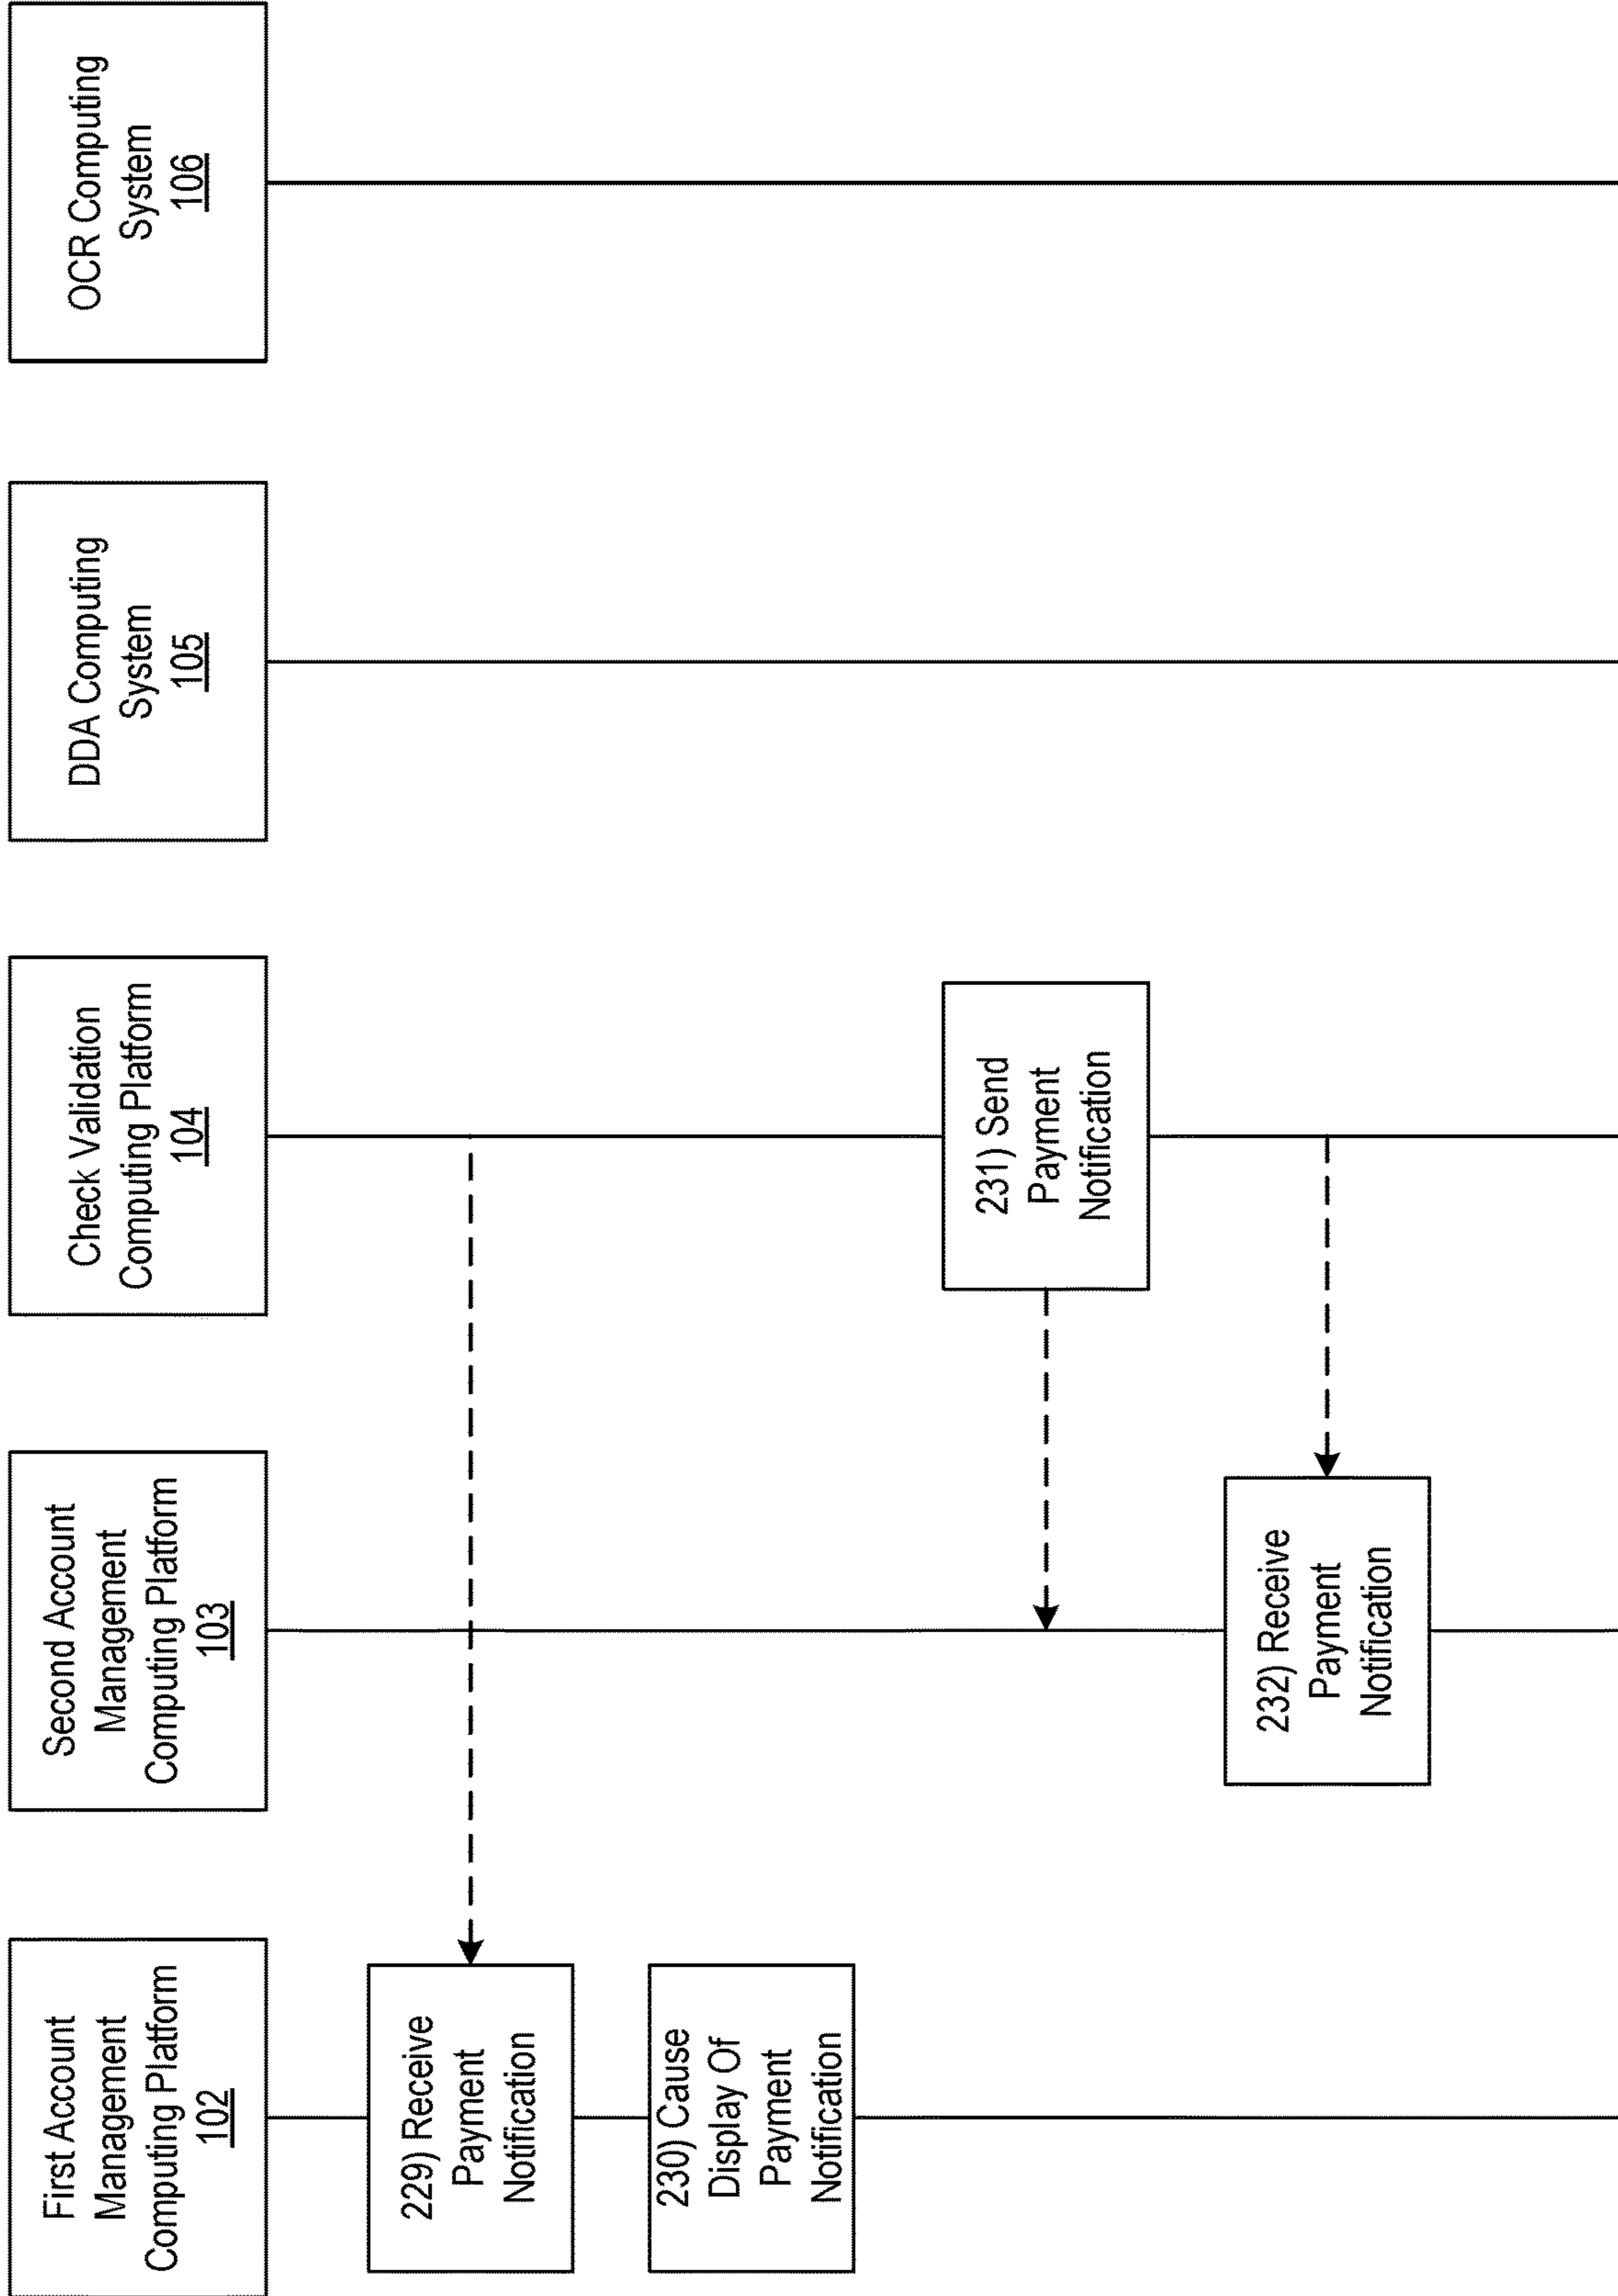 First Account
Management
Computing Platform
102
Second Account
Management
Computing Platform
103
Check Validation
Computing Platform
104
DDA Computing
System
105
OCR Computing
System
106
229) Receive
Payment
Notification
230) Cause
Display Of
Payment
Notification
231) Send
Payment
Notification
232) Receive
Payment
Notification